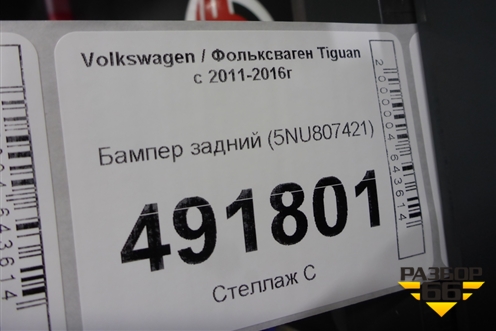 Volkswagen / Фольксваген Tiguan
с 2011-2016г
Бампер задний (5NU807421)
491801
Стеллаж С
2000004643614
РАЗБОР
66